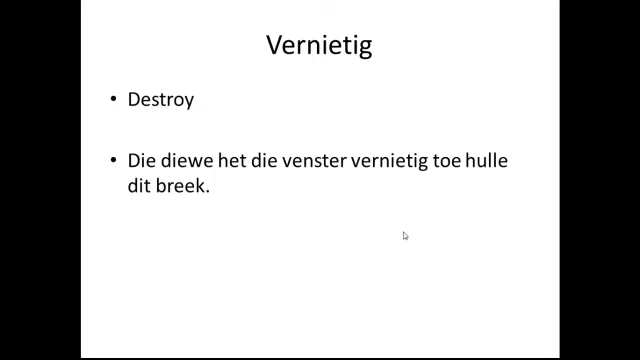 Vernietig
• Destroy
• Die diewe het die venster vernietig toe hulle
dit breek.